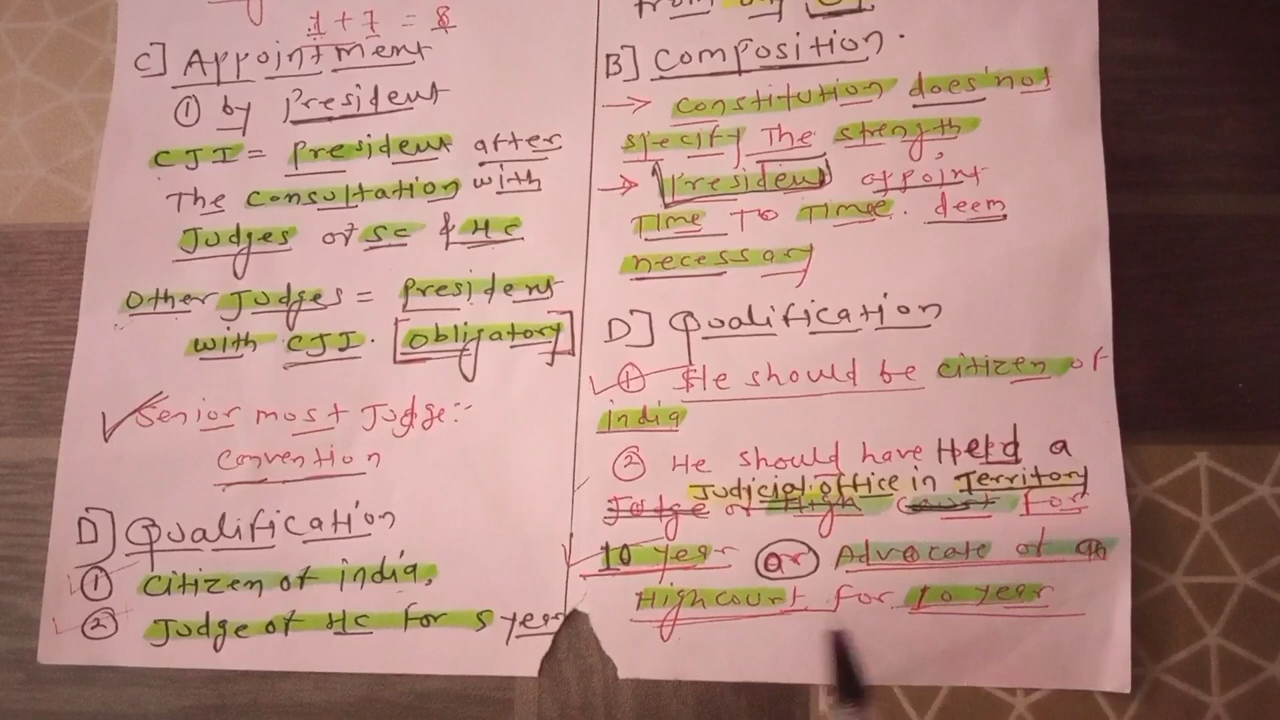 1 + 7 = 8
C] Appointment
① by President
CJI = President after
The consultation with
Judges of SC & HC
Other Judges = President
with CJI. obligatory
Senior most Judge:-
convention
D] Qualification
① citizen of india,
② Judge of HC for 5 year
B] Composition.
→ constitution does not
specify The strength
→ President appoint
Time To Time. deem
necessary
D] Qualification
① He should be citizen of
india
② He should have Held a
Judicial office in Territory
Judge of High Court for
10 year or Advocate of
Highcourt for 10 year